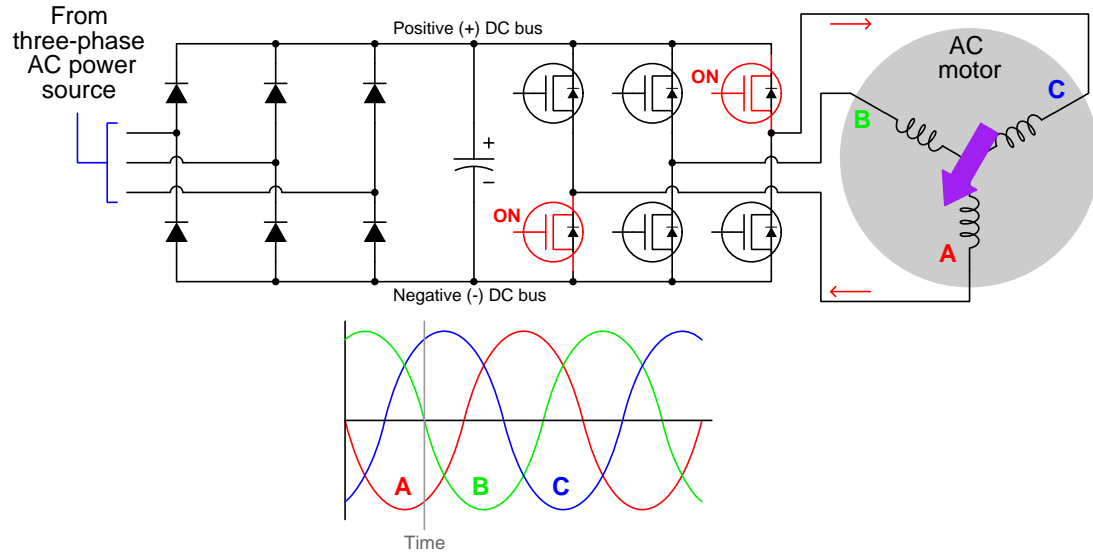 From
three-phase
AC power
source
Positive (+) DC bus
ON
ON
+
−
Negative (-) DC bus
AC
motor
C
B
A
A
B
C
Time